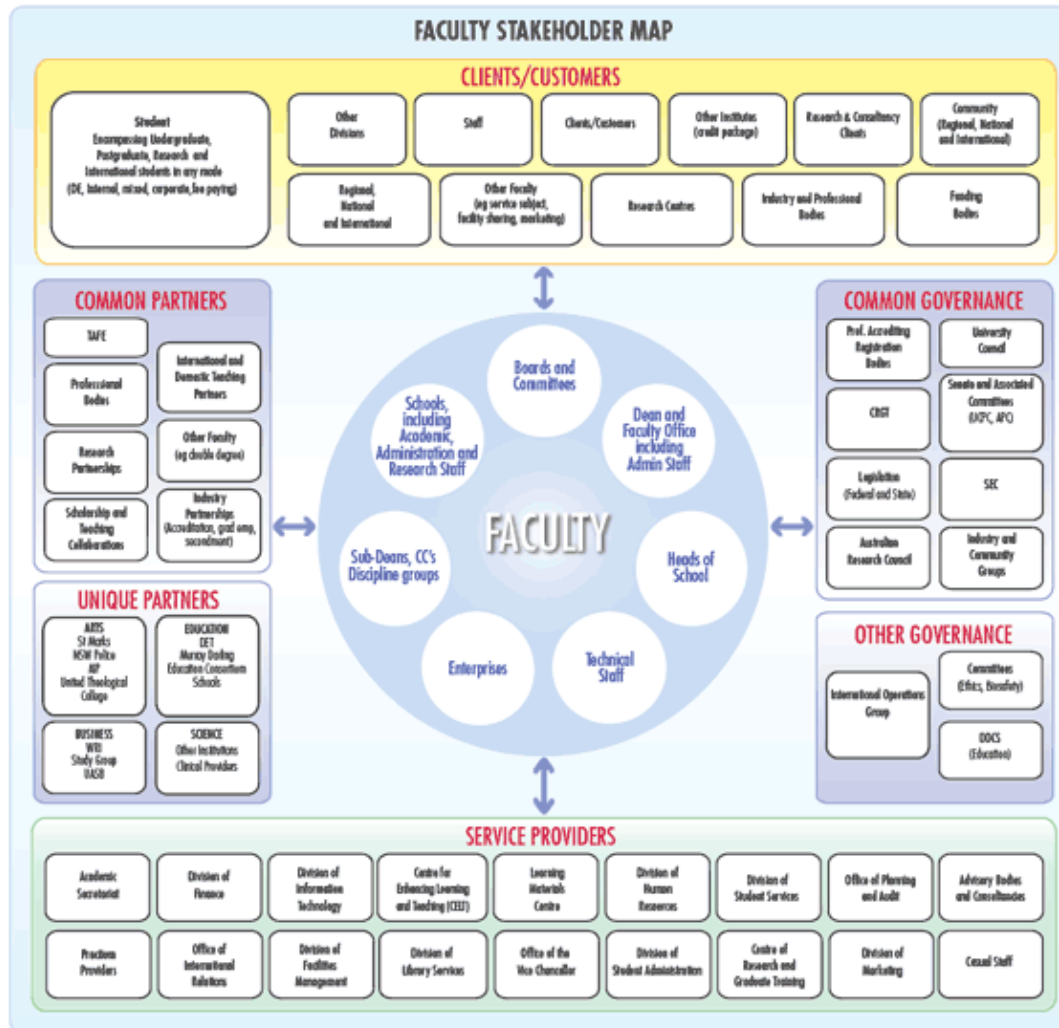 FACULTY STAKEHOLDER MAP
CLIENTS/CUSTOMERS
Student
Encompassing Undergraduate,
Postgraduate, Research and
International students in any mode
(DE, Internal, mixed, corporate, fee paying)
Other
Divisions
Staff
Clients/Customers
Other Institutes
(credit package)
Research & Consultancy
Clients
Community
(Regional, National
and International)
Regional,
National
and International
Other Faculty
(eg service subject,
facility sharing, marketing)
Research Centres
Industry and Professional
Bodies
Funding
Bodies
COMMON PARTNERS
TAFE
Professional
Bodies
Research
Partnerships
Scholarship and
Teaching
Collaborations
International and
Domestic Teaching
Partners
Other Faculty
(eg double degree)
Industry
Partnerships
(Accreditation, grad emp,
secondment)
UNIQUE PARTNERS
ARTS
St Marks
NSW Police
United Theological
College
EDUCATION
DET
Murray Darling
Education Consortium
Schools
BUSINESS
WRI
Study Group
UASB
SCIENCE
Other Institutions
Clinical Providers
Boards and
Committees
Schools,
including
Academic,
Administration and
Research Staff
Dean and
Faculty Office
including
Admin Staff
FACULTY
Sub-Deans, CC's
Discipline groups
Heads of
School
Enterprises
Technical
Staff
COMMON GOVERNANCE
Prof. Accrediting
Registration
Bodies
University
Council
CRGT
Senate and Associated
Committees
(UCPC, APC)
Legislation
(Federal and State)
SEC
Australian
Research Council
Industry and
Community
Groups
OTHER GOVERNANCE
International Operations
Group
Committees
(Ethics, Biosafety)
DOCS
(Education)
SERVICE PROVIDERS
Academic
Secretariat
Division of
Finance
Division of
Information
Technology
Centre for
Enhancing Learning
and Teaching (CELT)
Learning
Materials
Centre
Division of
Human
Resources
Division of
Student Services
Office of Planning
and Audit
Advisory Bodies
and Consultancies
Practicum
Providers
Office of
International
Relations
Division of
Facilities
Management
Division of
Library Services
Office of the
Vice Chancellor
Division of
Student Administration
Centre of
Research and
Graduate Training
Division of
Marketing
Casual Staff